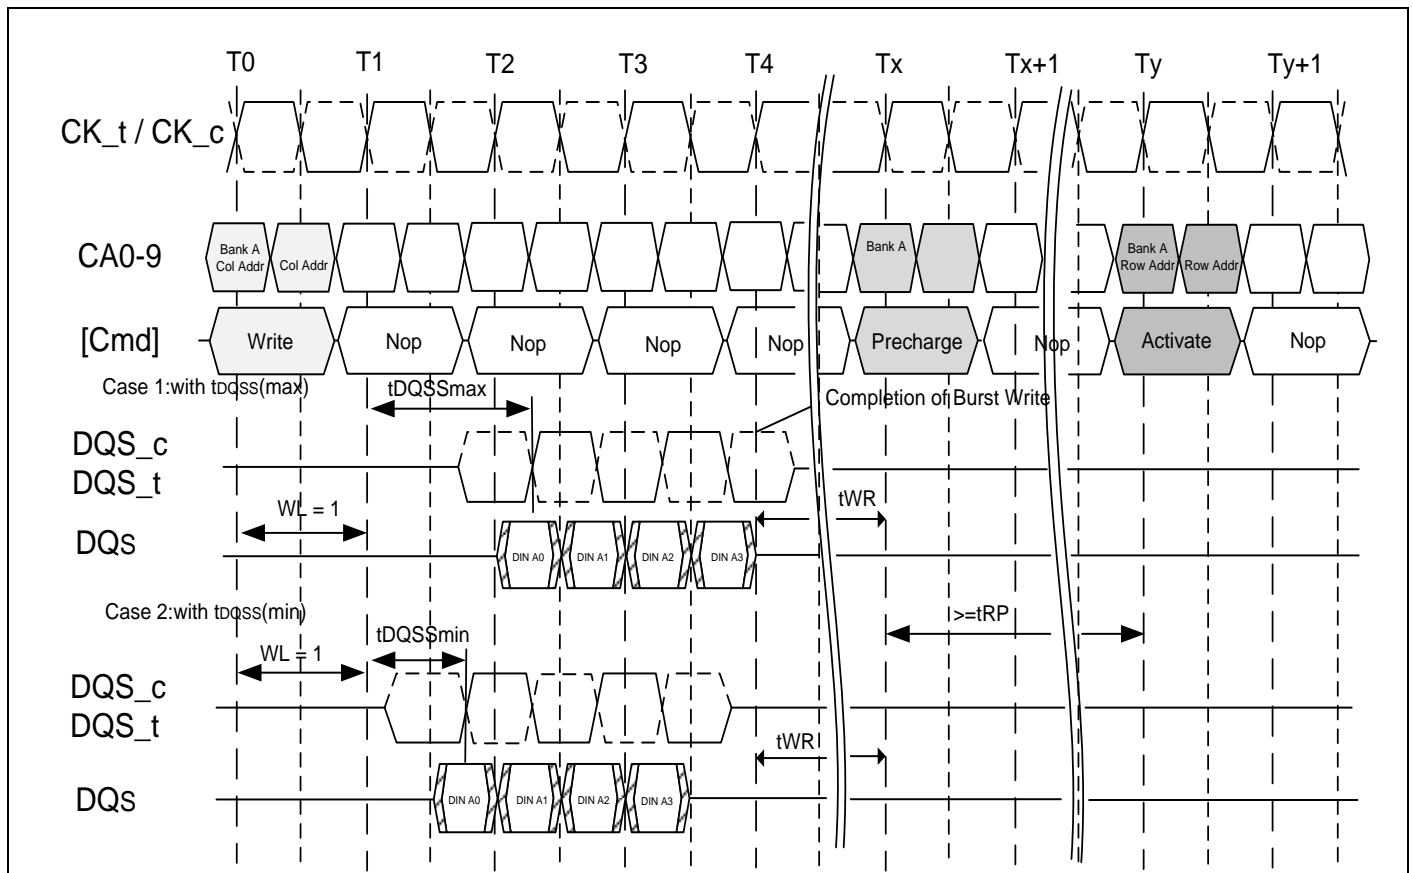 T0 T1 T2 T3 T4 Tx Tx+1 Ty Ty+1
CK_t / CK_c
CA0-9
Bank A
Col Addr
Col Addr
Bank A
Bank A
Row Addr
Row Addr
[Cmd] Write Nop Nop Nop Nop Precharge Nop Activate Nop
Case 1:with tDQSS(max)
tDQSSmax
Completion of Burst Write
DQS_c
DQS_t
WL = 1
tWR
DQs
DIN A0 DIN A1 DIN A2 DIN A3
Case 2:with tDQSS(min)
>=tRP
tDQSSmin
WL = 1
DQS_c
DQS_t
tWR
DQs
DIN A0 DIN A1 DIN A2 DIN A3